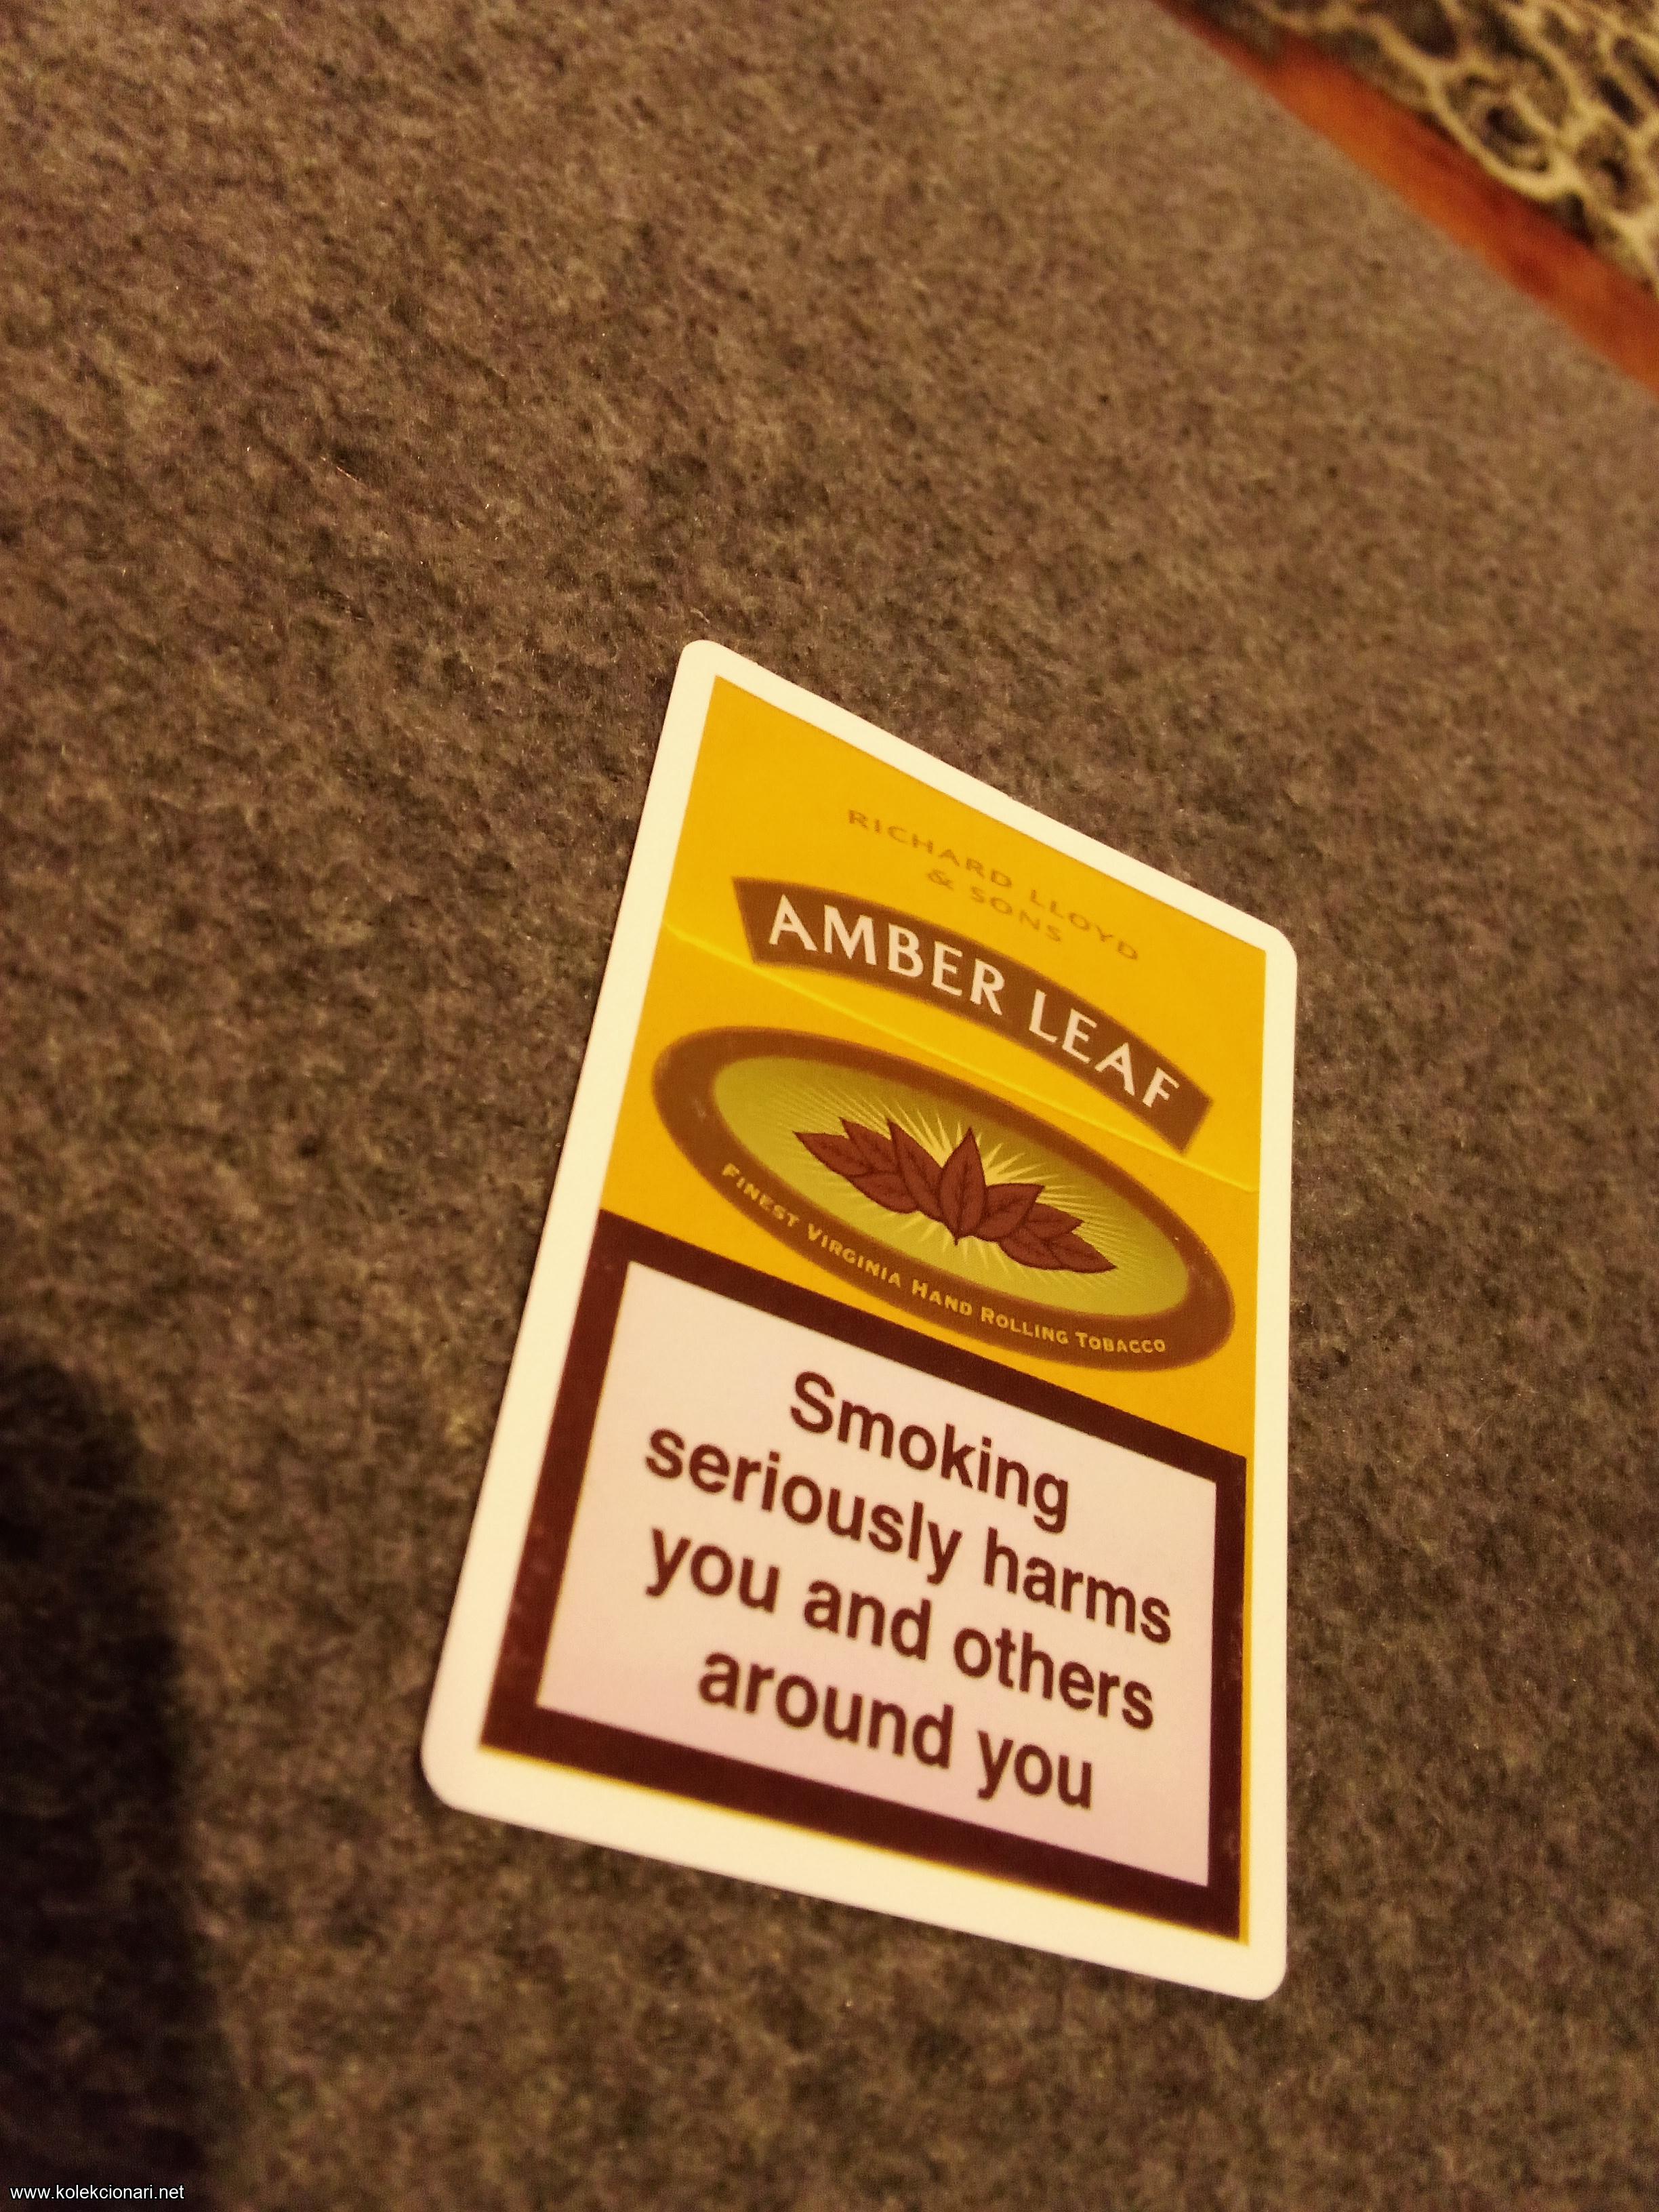 RICHARD LLOYD
& SONS
AMBER LEAF
FINEST VIRGINIA HAND ROLLING TOBACCO
Smoking
seriously harms
you and others
around you
www.kolekcionari.net